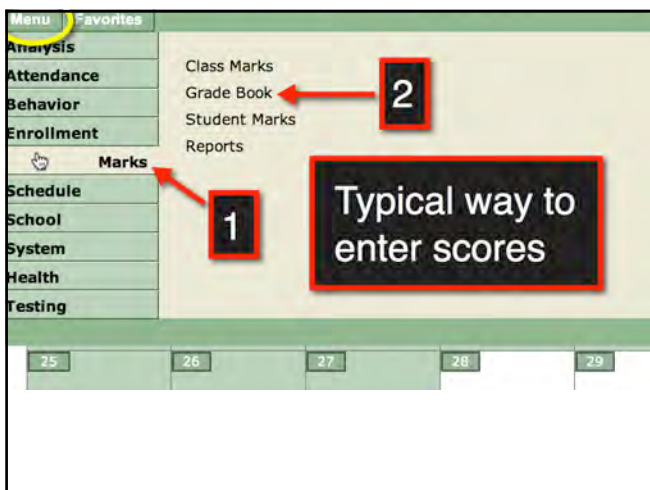 Menu Favorites
Analysis
Attendance
Behavior
Enrollment
Marks
Schedule
School
System
Health
Testing
Class Marks
Grade Book
Student Marks
Reports
2
1
Typical way to
enter scores
25 26 27 28 29